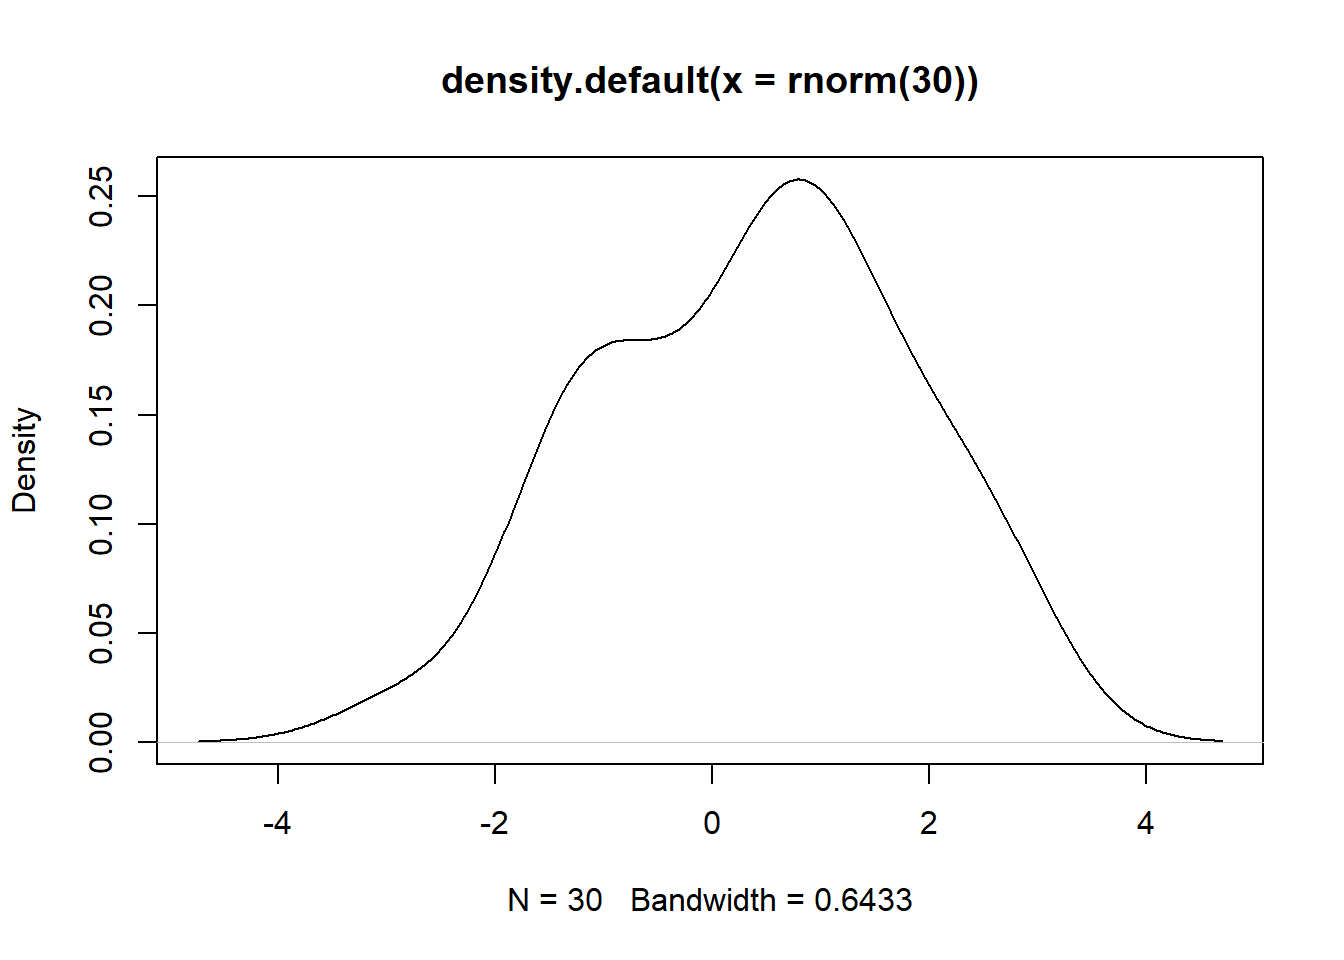 density.default(x = rnorm(30))
Density
0.25
0.20
0.15
0.10
0.05
0.00
-4 -2 0 2 4
N = 30 Bandwidth = 0.6433